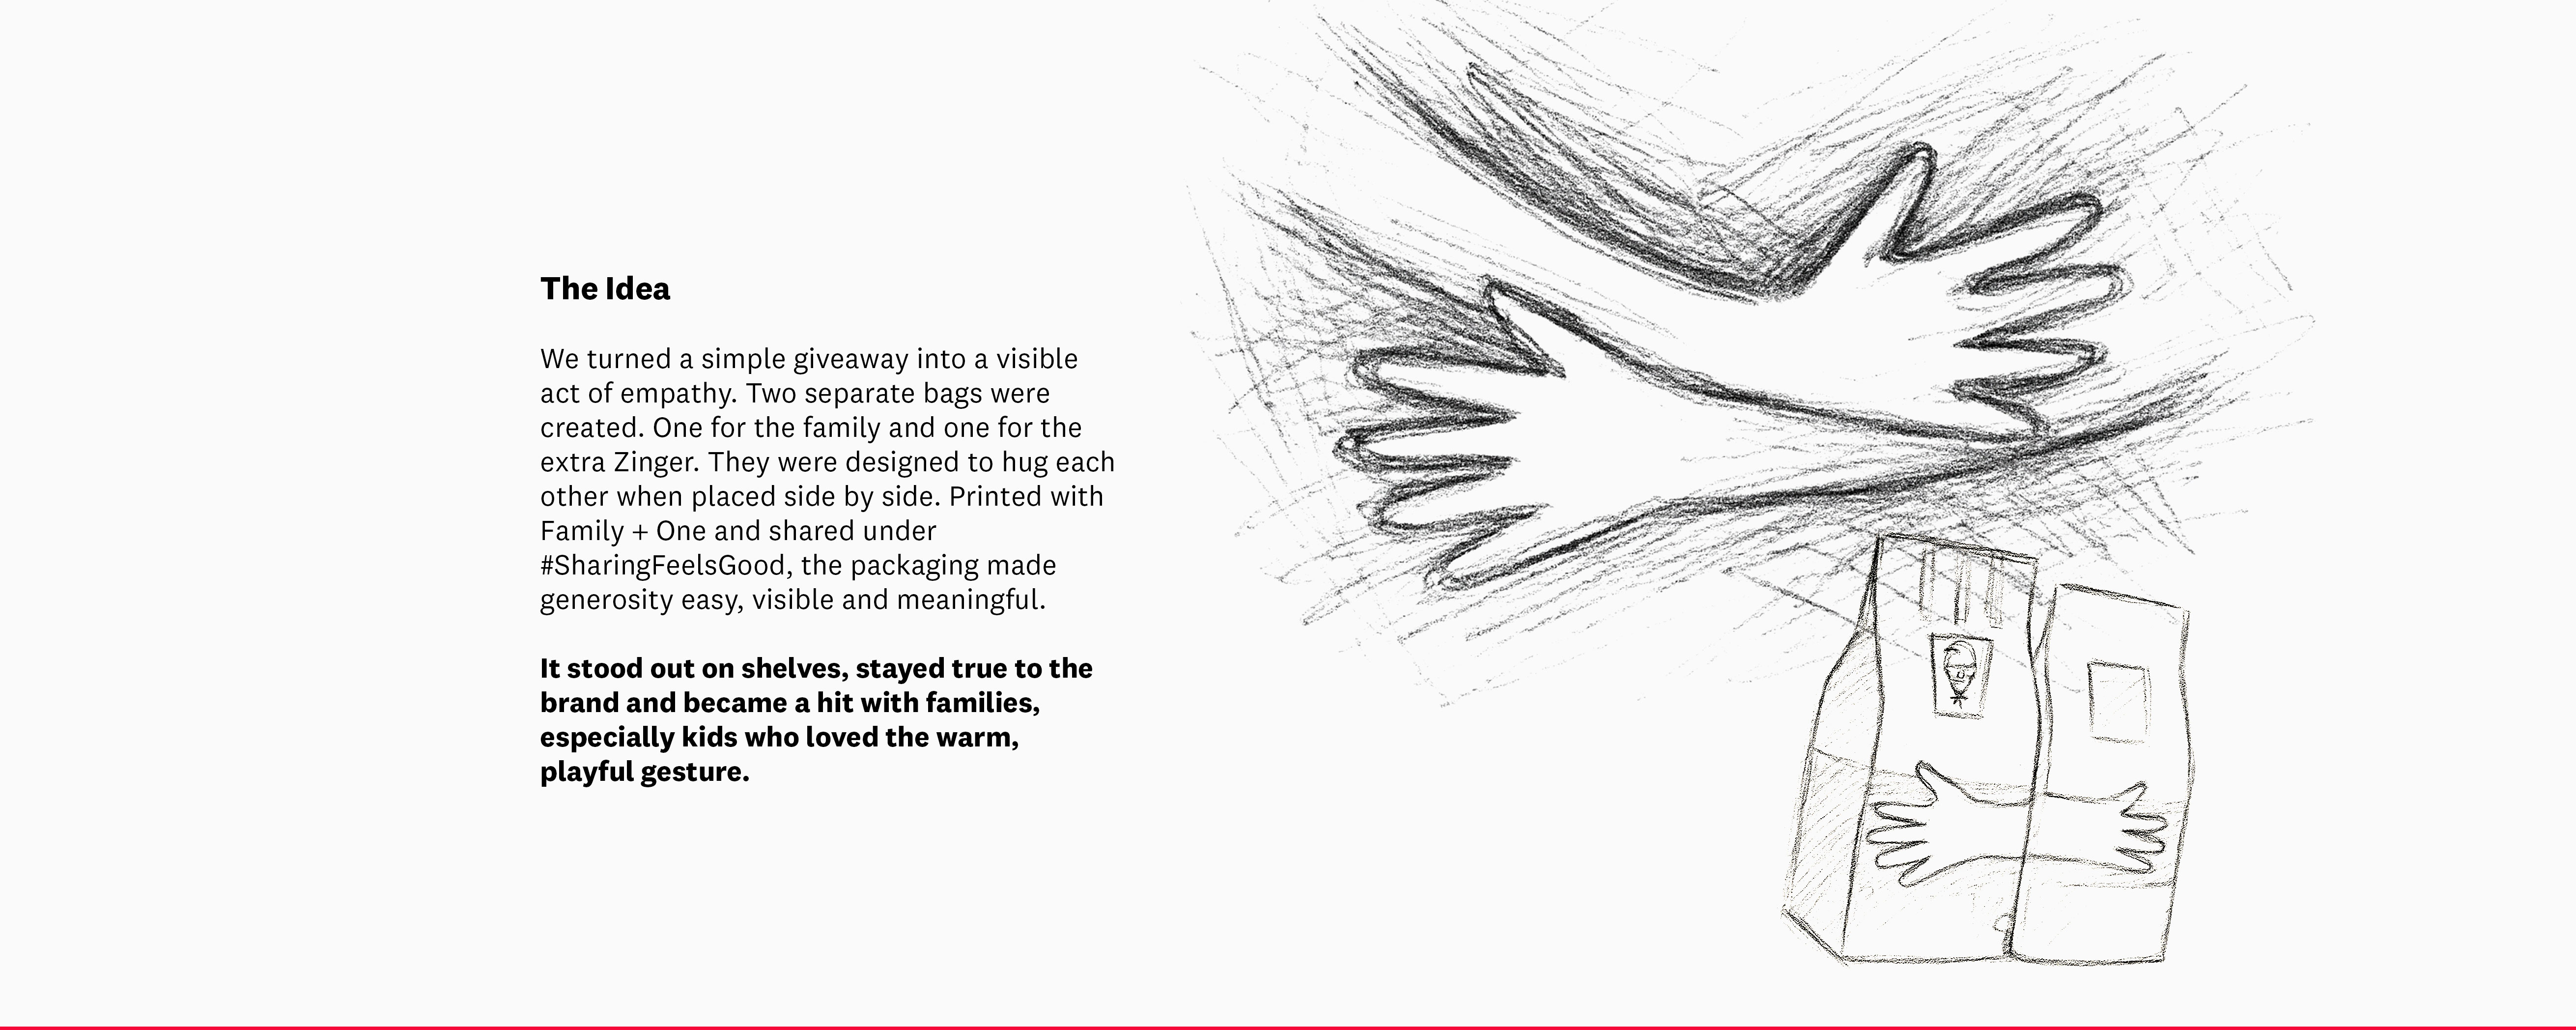 The Idea
We turned a simple giveaway into a visible
act of empathy. Two separate bags were
created. One for the family and one for the
extra Zinger. They were designed to hug each
other when placed side by side. Printed with
Family + One and shared under
#SharingFeelsGood, the packaging made
generosity easy, visible and meaningful.
It stood out on shelves, stayed true to the
brand and became a hit with families,
especially kids who loved the warm,
playful gesture.